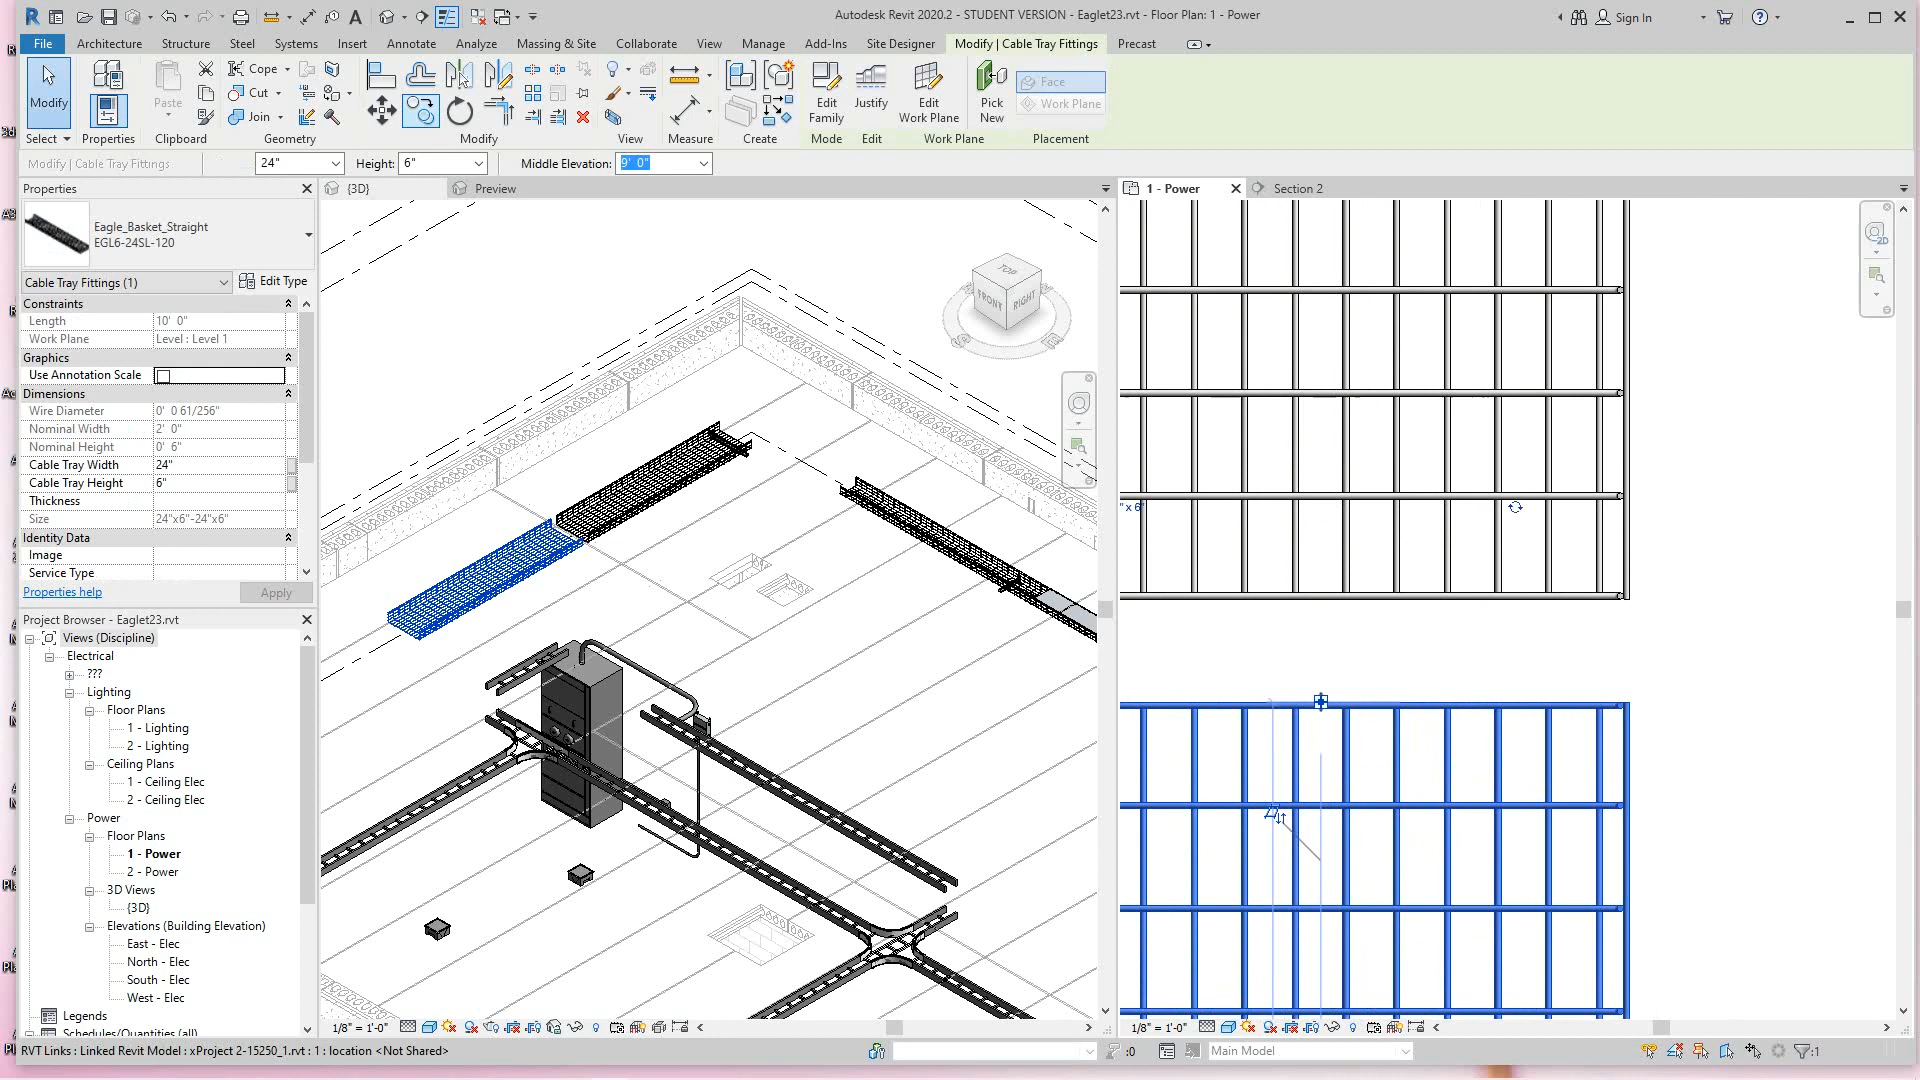 Autodesk Revit 2020.2 - STUDENT VERSION - Eaglet23.rvt - Floor Plan: 1 - Power
Sign In
File Architecture Structure Steel Systems Insert Annotate Analyze Massing & Site Collaborate View Manage Add-Ins Site Designer Modify | Cable Tray Fittings Precast
Modify
Properties
Paste
Cope
Cut
Join
Edit Family
Justify
Edit Work Plane
Pick New
Face
Work Plane
Select Properties Clipboard Geometry Modify View Measure Create Mode Edit Work Plane Placement
Modify | Cable Tray Fittings 24" Height: 6" Middle Elevation: 9' 0"
Properties
{3D} Preview
1 - Power Section 2
Eagle_Basket_Straight
EGL6-24SL-120
Cable Tray Fittings (1) Edit Type
Constraints
Length 10' 0"
Work Plane Level : Level 1
Graphics
Use Annotation Scale
Dimensions
Wire Diameter 0' 0 61/256"
Nominal Width 2' 0"
Nominal Height 0' 6"
Cable Tray Width 24"
Cable Tray Height 6"
Thickness
Size 24"x6"-24"x6"
Identity Data
Image
Service Type
Properties help Apply
Project Browser - Eaglet23.rvt
Views (Discipline)
Electrical
???
Lighting
Floor Plans
1 - Lighting
2 - Lighting
Ceiling Plans
1 - Ceiling Elec
2 - Ceiling Elec
Power
Floor Plans
1 - Power
2 - Power
3D Views
{3D}
Elevations (Building Elevation)
East - Elec
North - Elec
South - Elec
West - Elec
Legends
Schedules/Quantities (all)
TOP
FRONT
RIGHT
" x 6"
2D
1/8" = 1'-0"
1/8" = 1'-0"
RVT Links : Linked Revit Model : xProject 2-15250_1.rvt : 1 : location <Not Shared>
:0
Main Model
:1